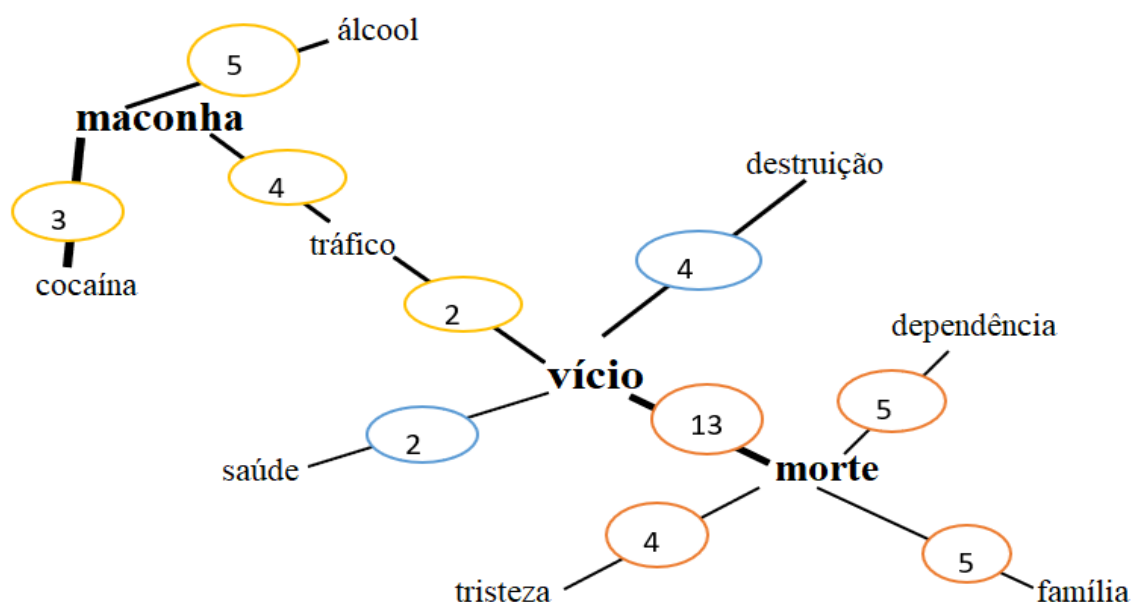 álcool
5
maconha
4
3
tráfico
cocaína
destruição
4
2
dependência
vício
5
13
2
saúde
morte
4
5
tristeza
família